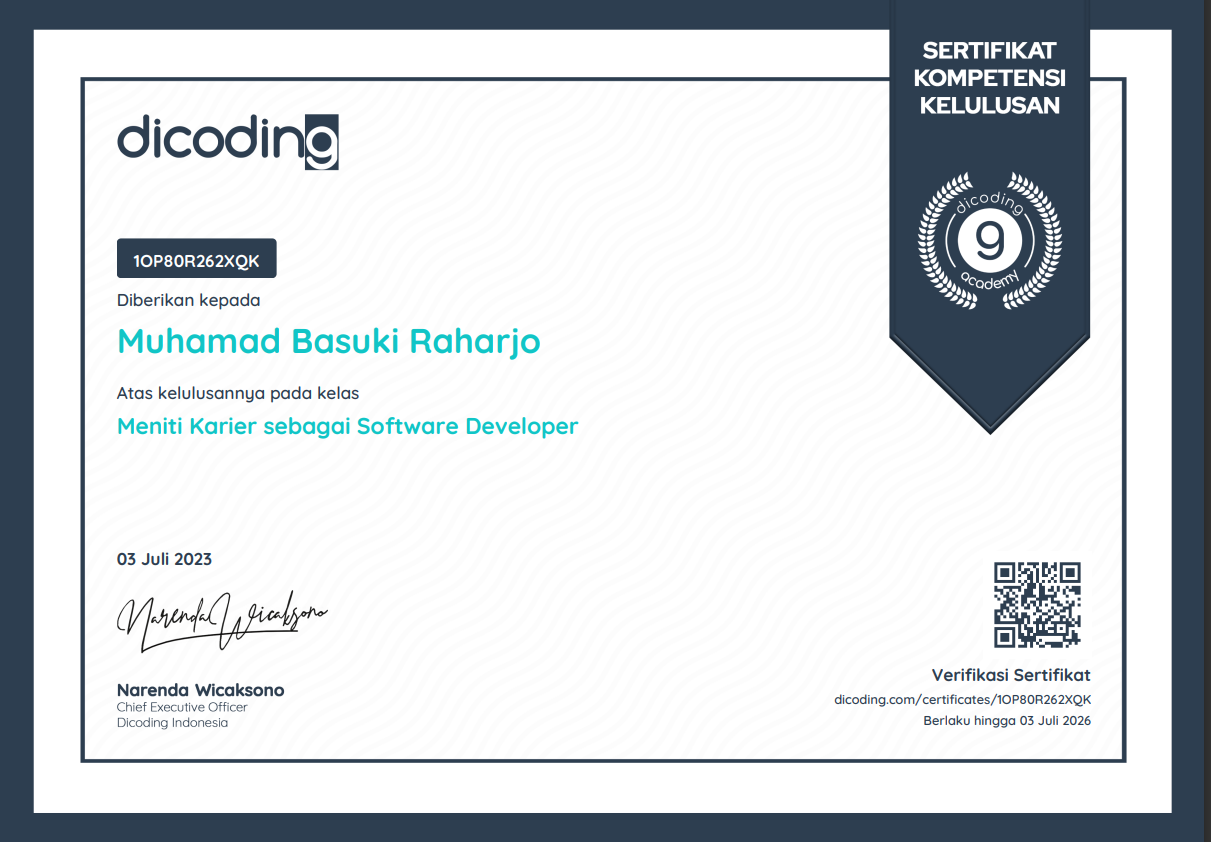 SERTIFIKAT
KOMPETENSI
KELULUSAN
dicoding
dicoding
9
academy
1OP80R262XQK
Diberikan kepada
Muhamad Basuki Raharjo
Atas kelulusannya pada kelas
Meniti Karier sebagai Software Developer
03 Juli 2023
Narenda Wicaksono
Narenda Wicaksono
Chief Executive Officer
Dicoding Indonesia
Verifikasi Sertifikat
dicoding.com/certificates/1OP80R262XQK
Berlaku hingga 03 Juli 2026